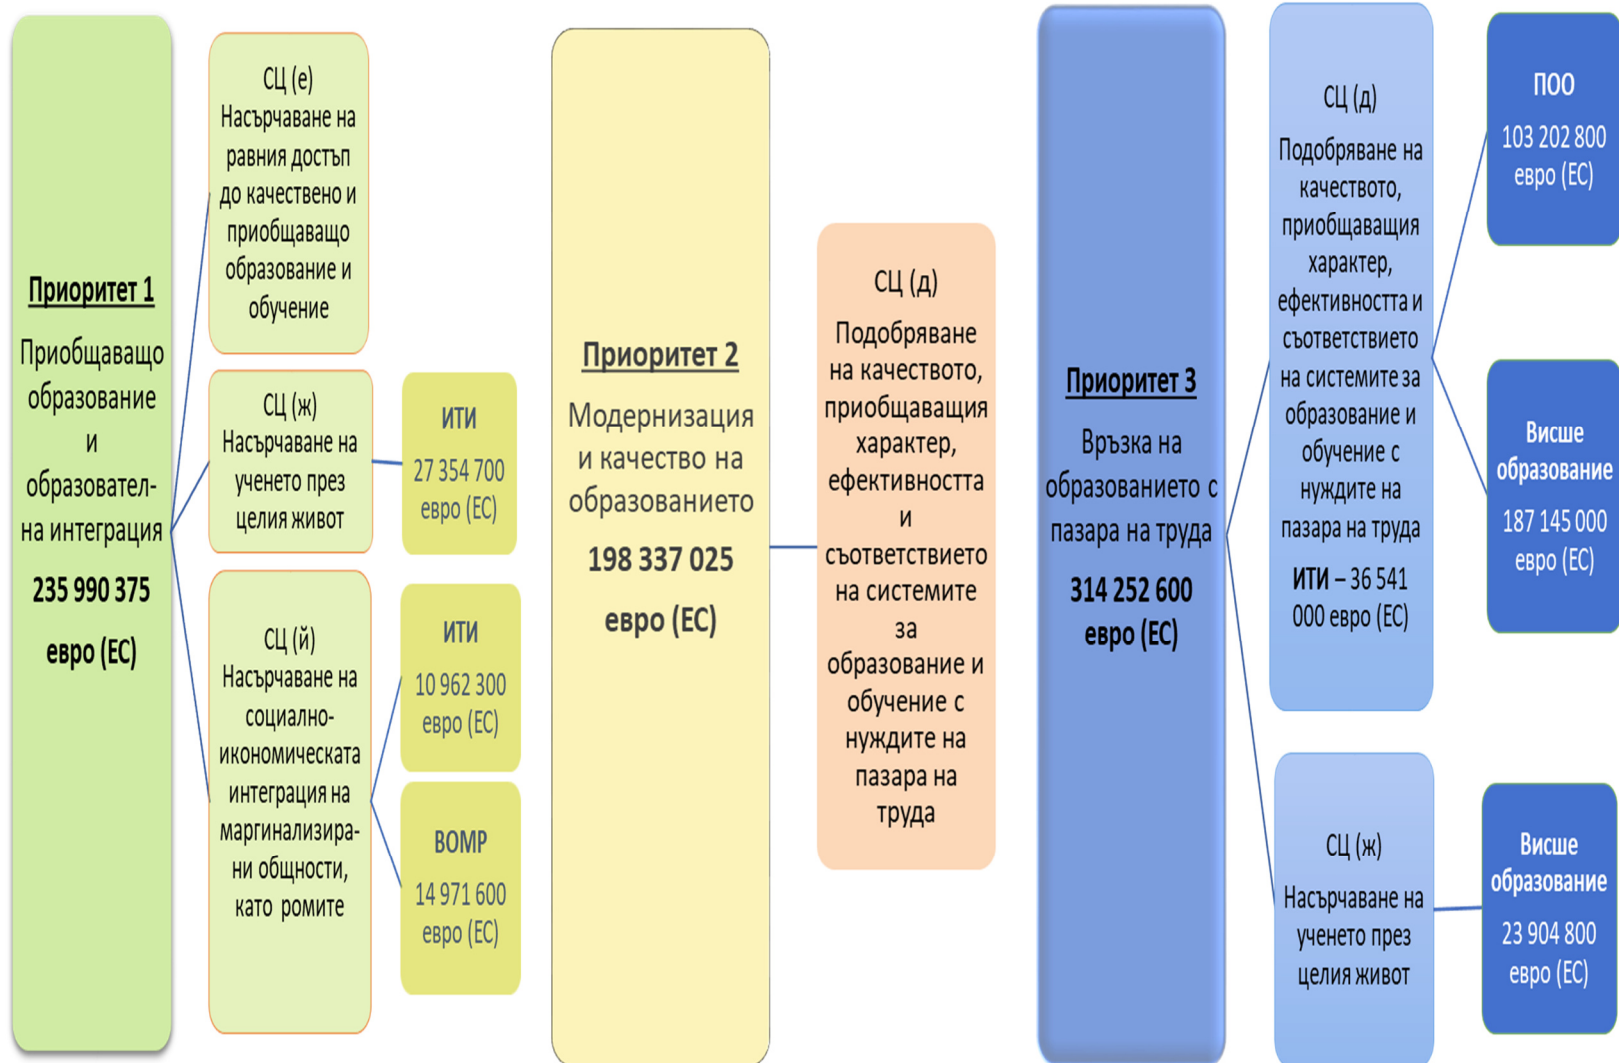 Приоритет 1
Приобщаващо
образование
и
образовател-
на интеграция
235 990 375
евро (ЕС)
СЦ (е)
Насърчаване на
равния достъп
до качествено и
приобщаващо
образование и
обучение
СЦ (ж)
Насърчаване на
ученето през
целия живот
ИТИ
27 354 700
евро (ЕС)
СЦ (й)
Насърчаване на
социално-
икономическата
интеграция на
маргинализира-
ни общности,
като ромите
ИТИ
10 962 300
евро (ЕС)
ВОМР
14 971 600
евро (ЕС)
Приоритет 2
Модернизация
и качество на
образованието
198 337 025
евро (ЕС)
СЦ (д)
Подобряване
на качеството,
приобщаващия
характер,
ефективността
и
съответствието
на системите
за
образование и
обучение с
нуждите на
пазара на
труда
Приоритет 3
Връзка на
образованието с
пазара на труда
314 252 600
евро (ЕС)
СЦ (д)
Подобряване на
качеството,
приобщаващия
характер,
ефективността и
съответствието
на системите за
образование и
обучение с
нуждите на
пазара на труда
ИТИ – 36 541
000 евро (ЕС)
ПОО
103 202 800
евро (ЕС)
Висше
образование
187 145 000
евро (ЕС)
СЦ (ж)
Насърчаване на
ученето през
целия живот
Висше
образование
23 904 800
евро (ЕС)